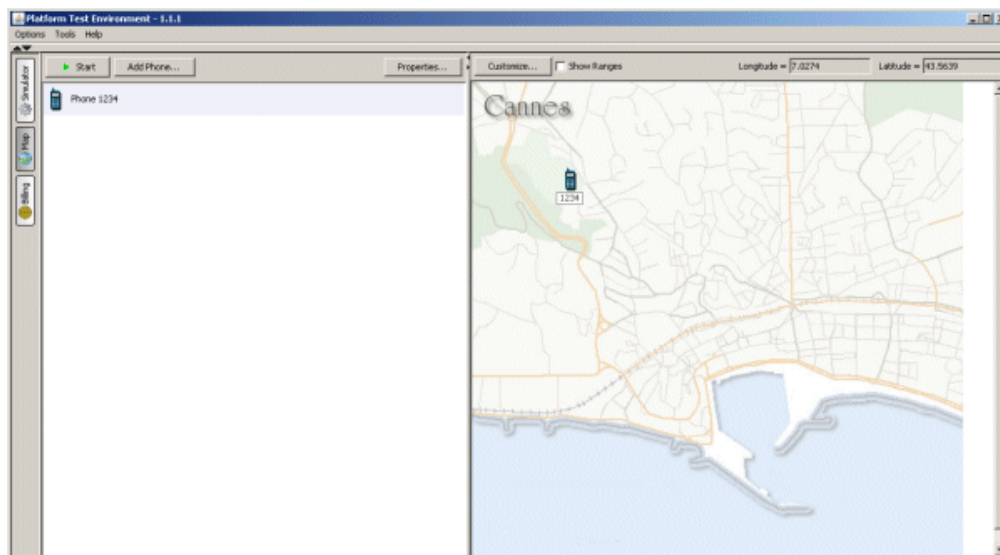 Platform Test Environment - 1.1.1
Options Tools Help
Start Add Phone... Properties... Customize... Show Ranges Longitude = 7.0274 Latitude = 43.5639
Simulator
Map
Billing
Phone 1234
Cannes
1234